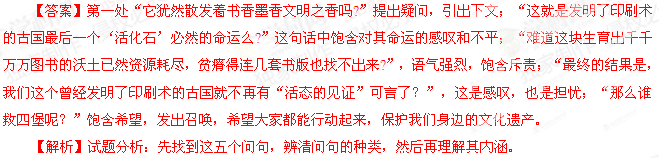 【答案】第一处“它犹然散发着书香墨香文明之香吗?”提出疑问，引出下文；“这就是发明了印刷术
的古国最后一个‘活化石’必然的命运么?”这句话中饱含对其命运的感叹和不平；“难道这块生育出千千
万万图书的沃土已然资源耗尽，贫瘠得连几套书版也找不出来?”，语气强烈，饱含斥责；“最终的结果是，
我们这个曾经发明了印刷术的古国就不再有“活态的见证”可言了？”，这是感叹，也是担忧；“那么谁
救四堡呢？”饱含希望，发出召唤，希望大家都能行动起来，保护我们身边的文化遗产。
【解析】试题分析：先找到这五个问句，辨清问句的种类，然后再理解其内涵。